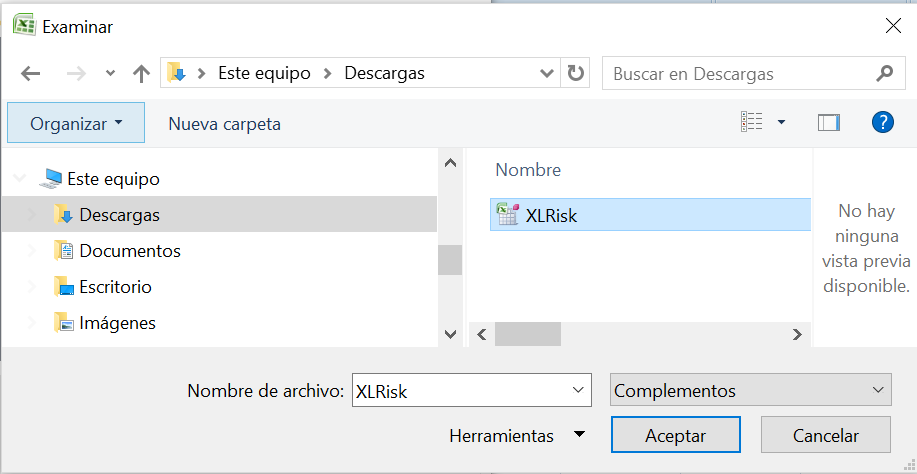 Examinar
Este equipo
Descargas
Buscar en Descargas
Organizar
Nueva carpeta
?
Este equipo
Descargas
Documentos
Escritorio
Imágenes
Nombre
XLRisk
No hay
ninguna
vista previa
disponible.
Nombre de archivo:
XLRisk
Complementos
Herramientas
Aceptar
Cancelar